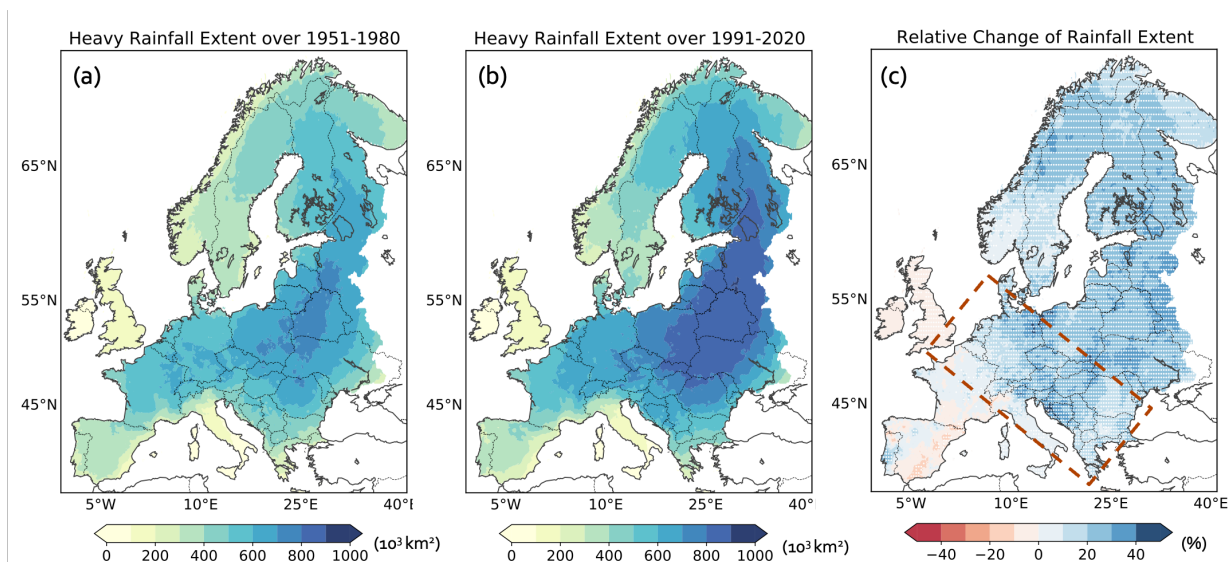 Heavy Rainfall Extent over 1951-1980
Heavy Rainfall Extent over 1991-2020
Relative Change of Rainfall Extent
(a)
(b)
(c)
65°N
55°N
45°N
5°W 10°E 25°E 40°E
65°N
55°N
45°N
5°W 10°E 25°E 40°E
65°N
55°N
45°N
5°W 10°E 25°E 40°E
0 200 400 600 800 1000 (10³ km²)
0 200 400 600 800 1000 (10³ km²)
−40 −20 0 20 40 (%)